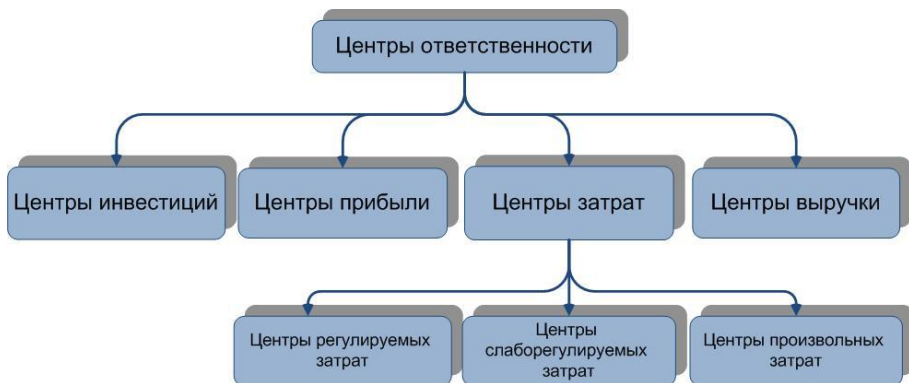 Центры ответственности
Центры инвестиций
Центры прибыли
Центры затрат
Центры выручки
Центры регулируемых
затрат
Центры
слаборегулируемых
затрат
Центры произвольных
затрат